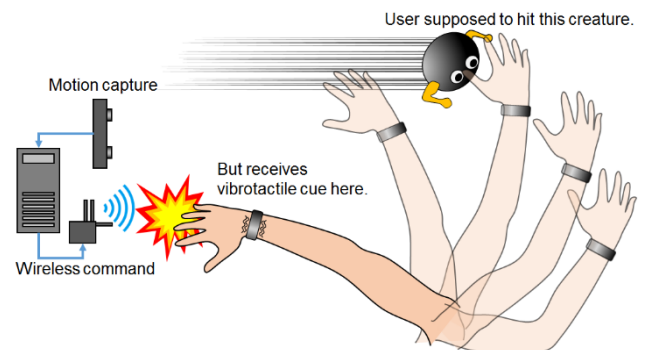 User supposed to hit this creature.
Motion capture
But receives
vibrotactile cue here.
Wireless command